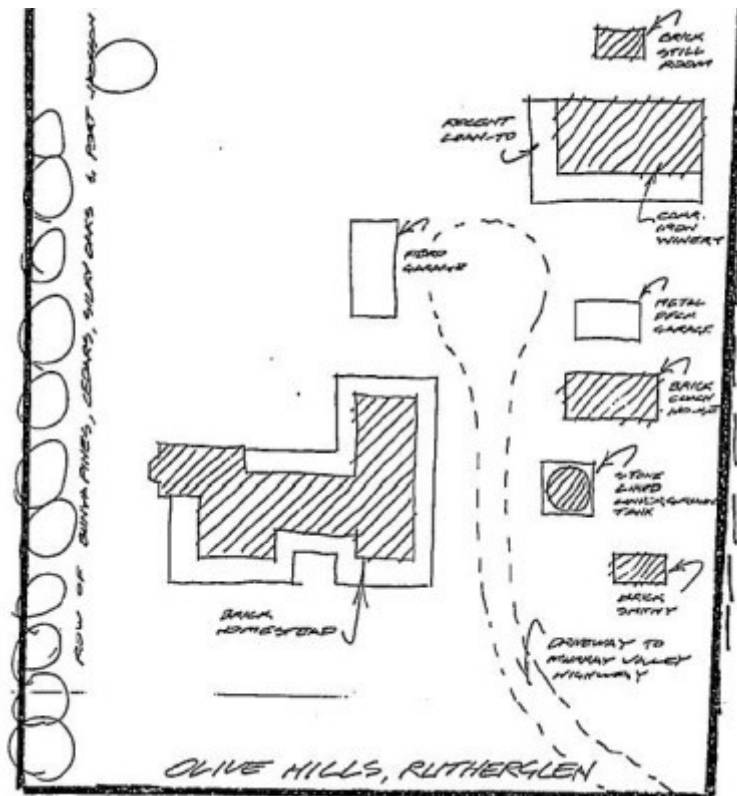 BRICK
STILL
ROOM
RECENT
LEAN-TO
CORR.
IRON
WINERY
FIBRO
GARAGE
METAL
DECK
GARAGE
BRICK
COACH
HOUSE
STONE
LINED
UNDERGROUND
TANK
BRICK
SMITHY
BRICK
HOMESTEAD
DRIVEWAY TO
MURRAY VALLEY
HIGHWAY
ROW OF BUNYA PINES, CEDARS, SILKY OAKS & PORT JACKSON
OLIVE HILLS, RUTHERGLEN